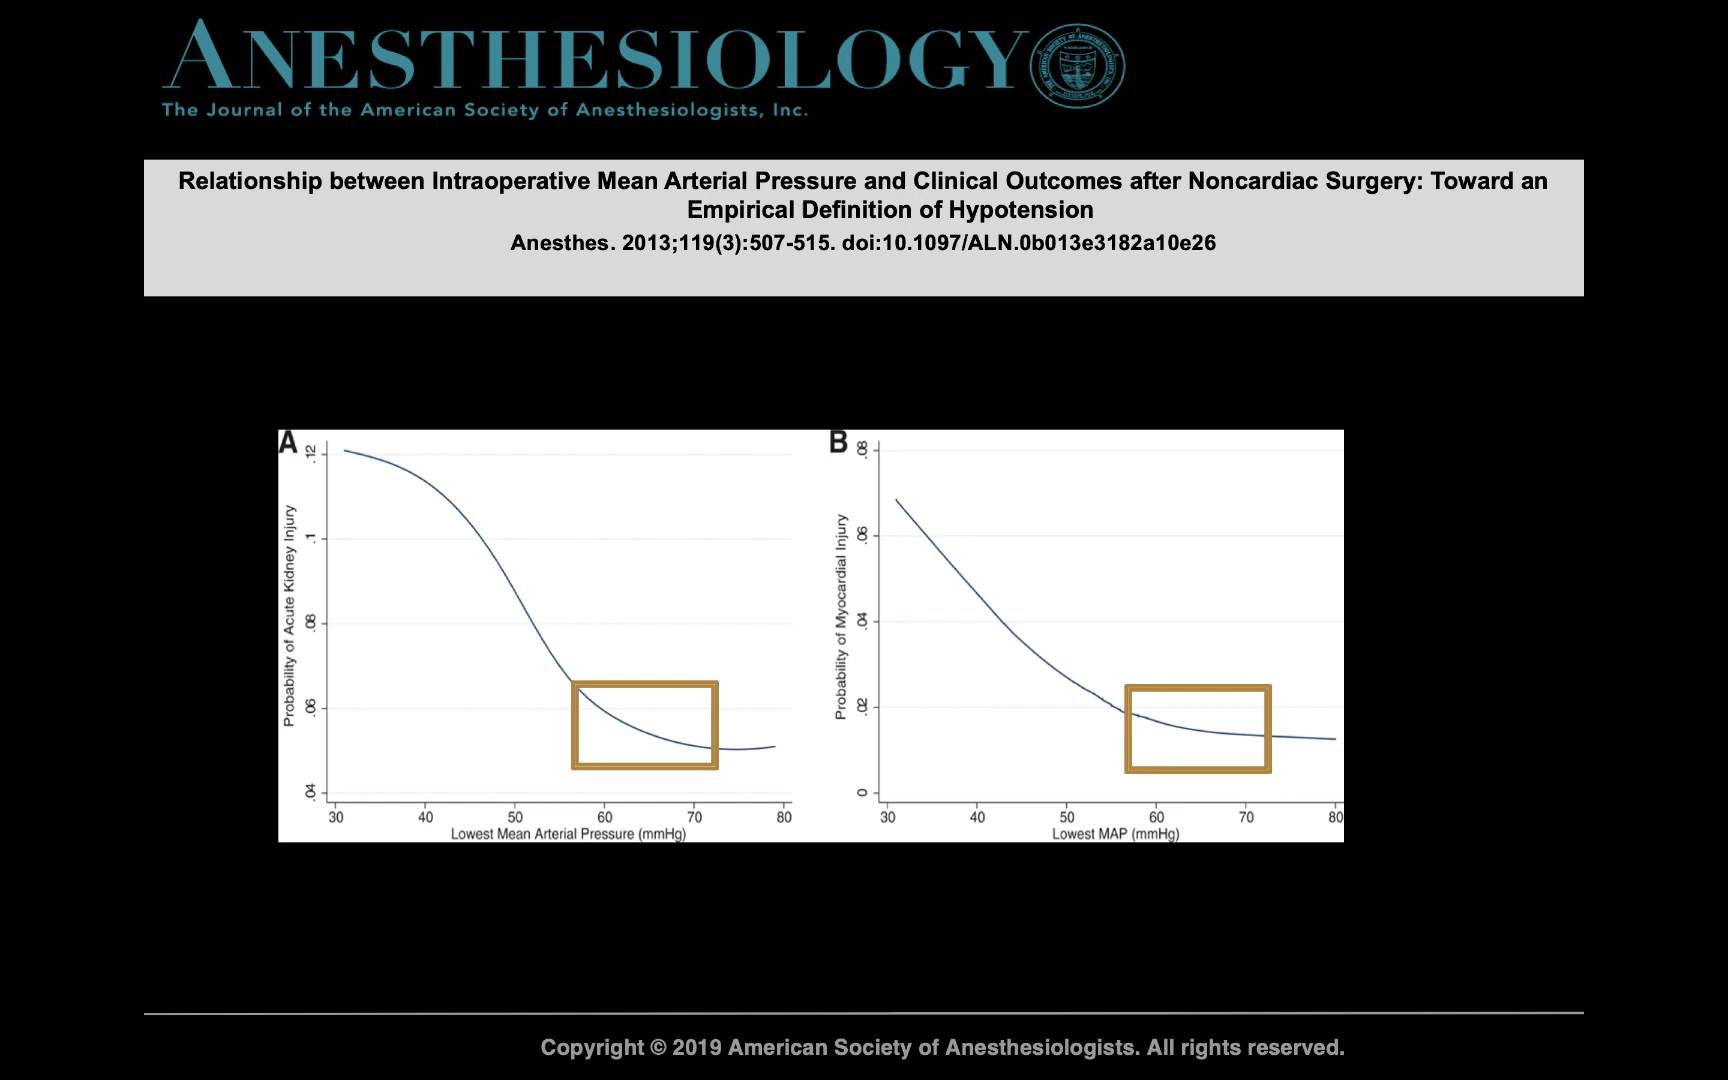 ANESTHESIOLOGY
The Journal of the American Society of Anesthesiologists, Inc.
Relationship between Intraoperative Mean Arterial Pressure and Clinical Outcomes after Noncardiac Surgery: Toward an
Empirical Definition of Hypotension
Anesthes. 2013;119(3):507-515. doi:10.1097/ALN.0b013e3182a10e26
A
Probability of Acute Kidney Injury
.12
.1
.08
.06
.04
30 40 50 60 70 80
Lowest Mean Arterial Pressure (mmHg)
B
Probability of Myocardial Injury
.08
.06
.04
.02
0
30 40 50 60 70 80
Lowest MAP (mmHg)
Copyright © 2019 American Society of Anesthesiologists. All rights reserved.